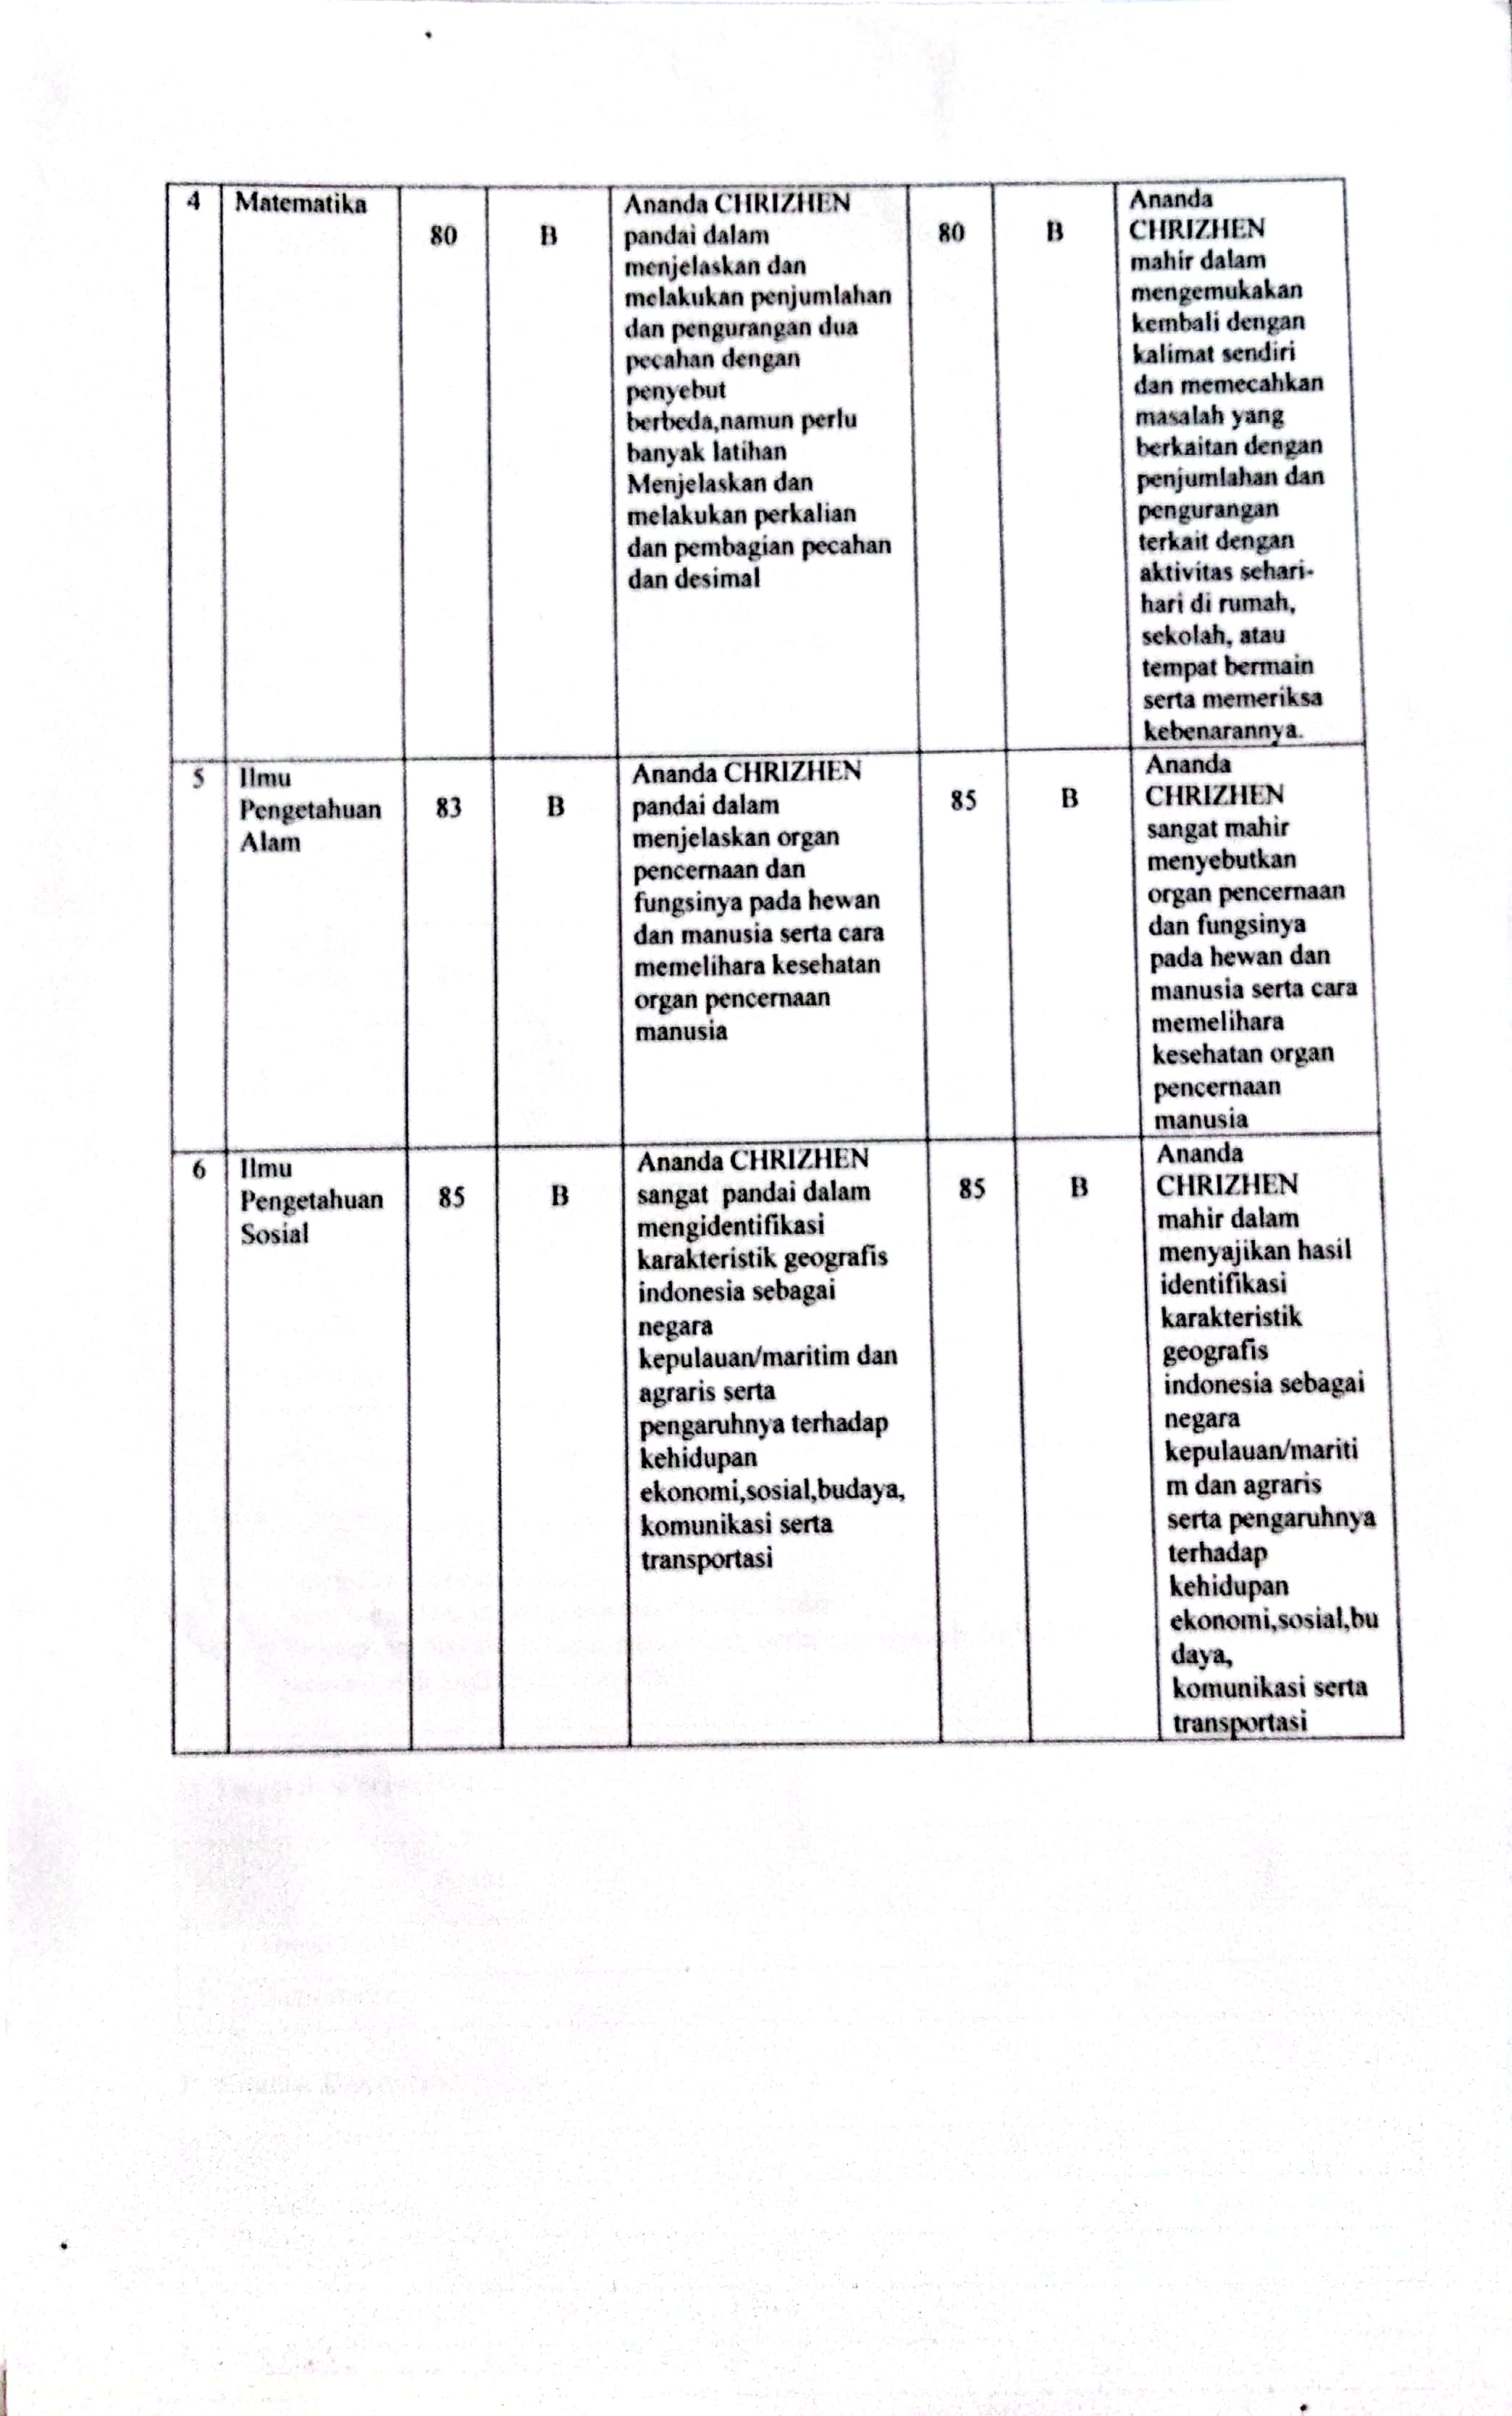 4
Matematika
80
B
Ananda CHRIZHEN
pandai dalam
menjelaskan dan
melakukan penjumlahan
dan pengurangan dua
pecahan dengan
penyebut
berbeda,namun perlu
banyak latihan
Menjelaskan dan
melakukan perkalian
dan pembagian pecahan
dan desimal
80
B
Ananda
CHRIZHEN
mahir dalam
mengemukakan
kembali dengan
kalimat sendiri
dan memecahkan
masalah yang
berkaitan dengan
penjumlahan dan
pengurangan
terkait dengan
aktivitas sehari-
hari di rumah,
sekolah, atau
tempat bermain
serta memeriksa
kebenarannya.
5
Ilmu
Pengetahuan
Alam
83
B
Ananda CHRIZHEN
pandai dalam
menjelaskan organ
pencernaan dan
fungsinya pada hewan
dan manusia serta cara
memelihara kesehatan
organ pencernaan
manusia
85
B
Ananda
CHRIZHEN
sangat mahir
menyebutkan
organ pencernaan
dan fungsinya
pada hewan dan
manusia serta cara
memelihara
kesehatan organ
pencernaan
manusia
6
Ilmu
Pengetahuan
Sosial
85
B
Ananda CHRIZHEN
sangat pandai dalam
mengidentifikasi
karakteristik geografis
indonesia sebagai
negara
kepulauan/maritim dan
agraris serta
pengaruhnya terhadap
kehidupan
ekonomi,sosial,budaya,
komunikasi serta
transportasi
85
B
Ananda
CHRIZHEN
mahir dalam
menyajikan hasil
identifikasi
karakteristik
geografis
indonesia sebagai
negara
kepulauan/mariti
m dan agraris
serta pengaruhnya
terhadap
kehidupan
ekonomi,sosial,bu
daya,
komunikasi serta
transportasi